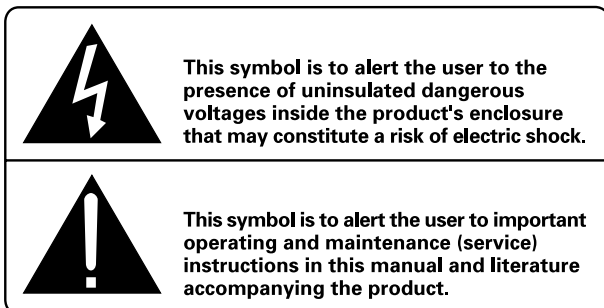 This symbol is to alert the user to the
presence of uninsulated dangerous
voltages inside the product's enclosure
that may constitute a risk of electric shock.
This symbol is to alert the user to important
operating and maintenance (service)
instructions in this manual and literature
accompanying the product.